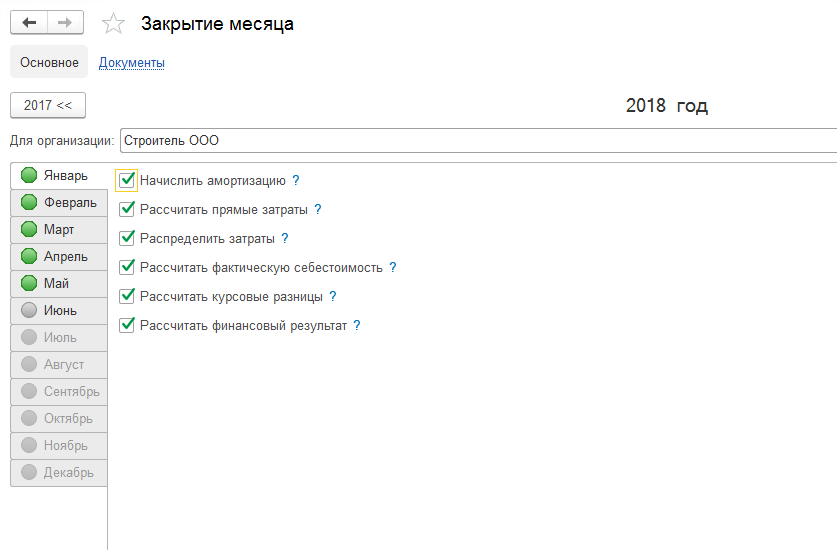 Закрытие месяца
Основное Документы
2017 << 2018 год
Для организации: Строитель ООО
Январь
Начислить амортизацию ?
Февраль
Рассчитать прямые затраты ?
Март
Распределить затраты ?
Апрель
Рассчитать фактическую себестоимость ?
Май
Рассчитать курсовые разницы ?
Июнь
Рассчитать финансовый результат ?
Июль
Август
Сентябрь
Октябрь
Ноябрь
Декабрь